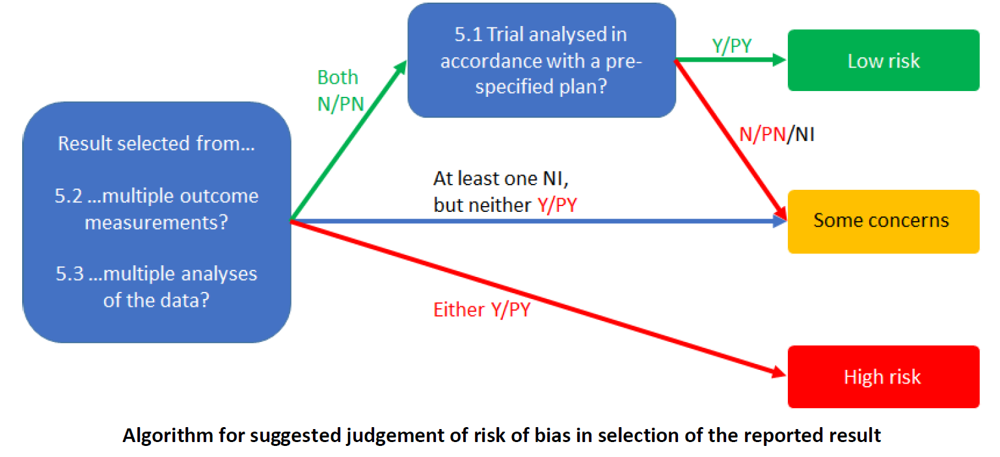 Result selected from...
5.2 ...multiple outcome
measurements?
5.3 ...multiple analyses
of the data?
Both
N/PN
5.1 Trial analysed in
accordance with a pre-
specified plan?
Y/PY
Low risk
N/PN/NI
At least one NI,
but neither Y/PY
Some concerns
Either Y/PY
High risk
Algorithm for suggested judgement of risk of bias in selection of the reported result